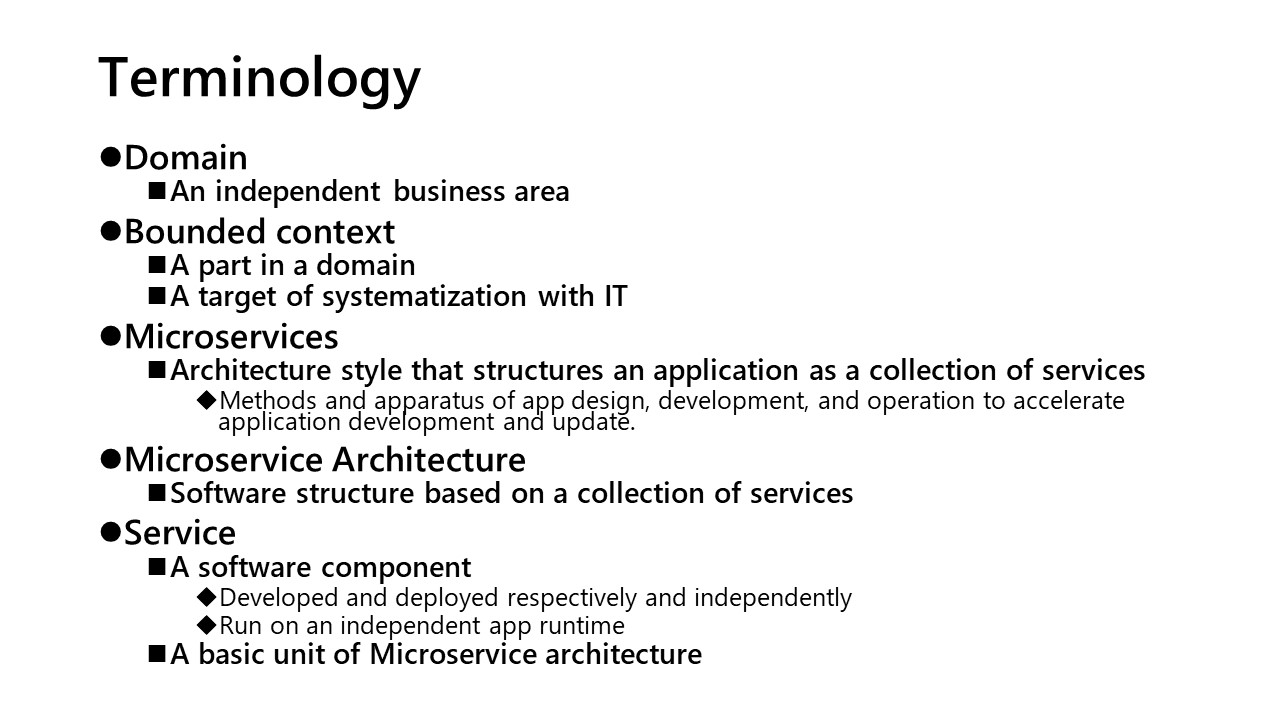 Terminology
●Domain
■An independent business area
●Bounded context
■A part in a domain
■A target of systematization with IT
●Microservices
■Architecture style that structures an application as a collection of services
◆Methods and apparatus of app design, development, and operation to accelerate
application development and update.
●Microservice Architecture
■Software structure based on a collection of services
●Service
■A software component
◆Developed and deployed respectively and independently
◆Run on an independent app runtime
■A basic unit of Microservice architecture